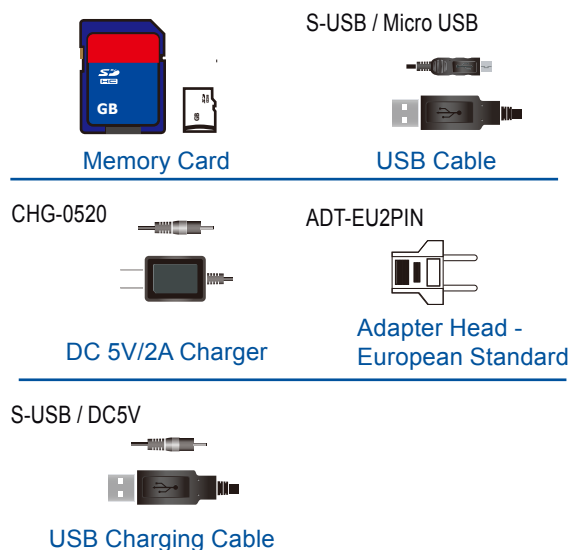 S-USB / Micro USB
SD
HC
GB
Memory Card
USB Cable
CHG-0520
ADT-EU2PIN
DC 5V/2A Charger
Adapter Head -
European Standard
S-USB / DC5V
USB Charging Cable